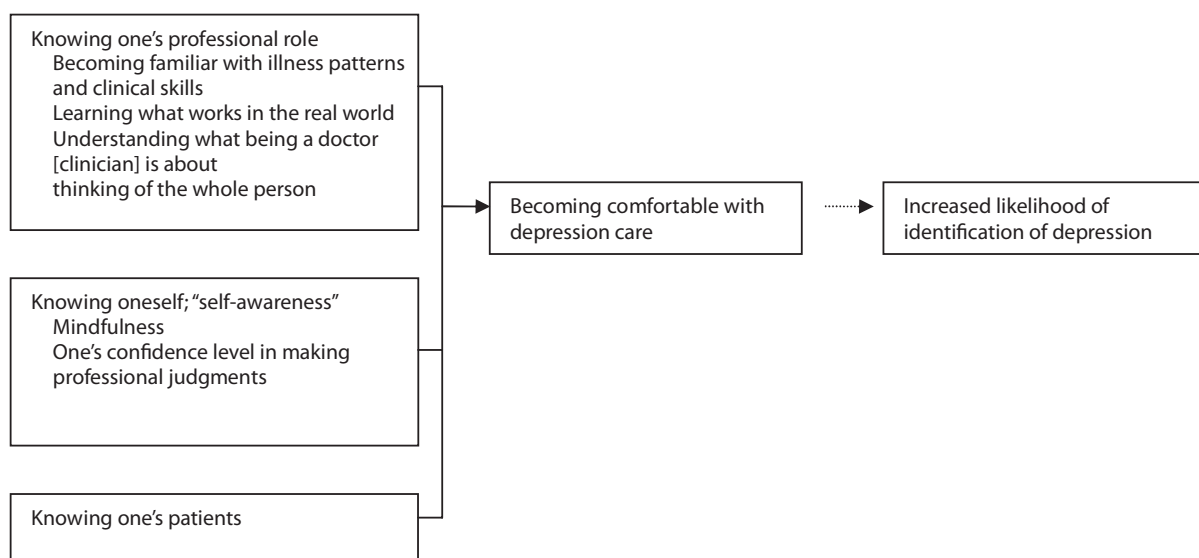 Knowing one’s professional role
Becoming familiar with illness patterns
and clinical skills
Learning what works in the real world
Understanding what being a doctor
[clinician] is about
thinking of the whole person
Knowing oneself; “self-awareness”
Mindfulness
One’s confidence level in making
professional judgments
Knowing one’s patients
Becoming comfortable with
depression care
Increased likelihood of
identification of depression